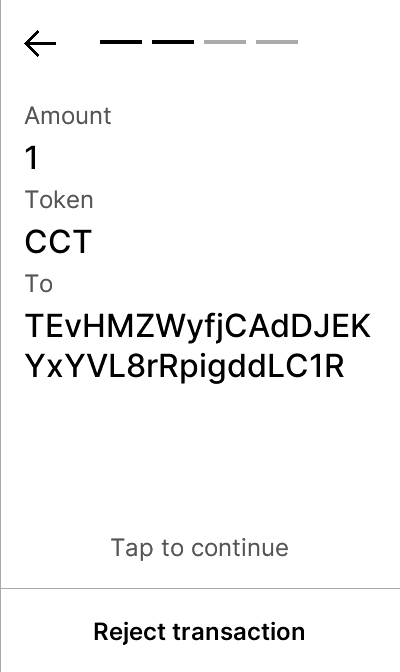 Amount
1
Token
CCT
To
TEvHMZWyfjCAdDJEK
YxYVL8rRpigddLC1R
Tap to continue
Reject transaction